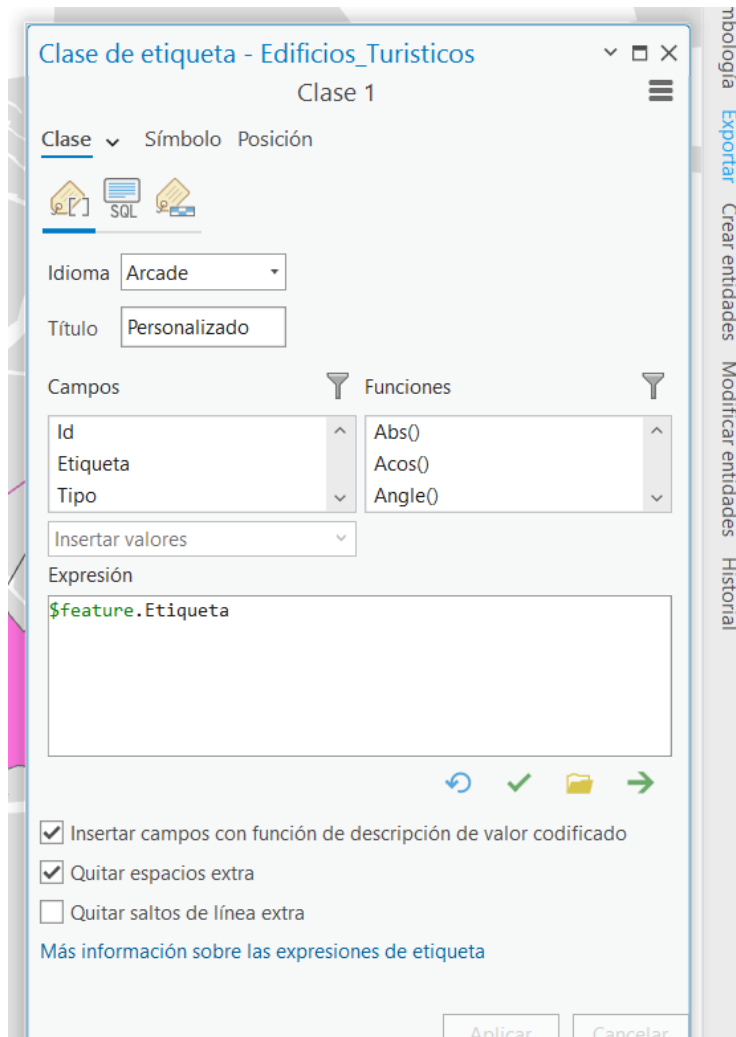 Clase de etiqueta - Edificios_Turisticos
Clase 1
Clase Símbolo Posición
SQL
Idioma Arcade
Título Personalizado
Campos Funciones
Id Abs()
Etiqueta Acos()
Tipo Angle()
Insertar valores
Expresión
$feature.Etiqueta
Insertar campos con función de descripción de valor codificado
Quitar espacios extra
Quitar saltos de línea extra
Más información sobre las expresiones de etiqueta
Aplicar Cancelar
mbología Exportar Crear entidades Modificar entidades Historial